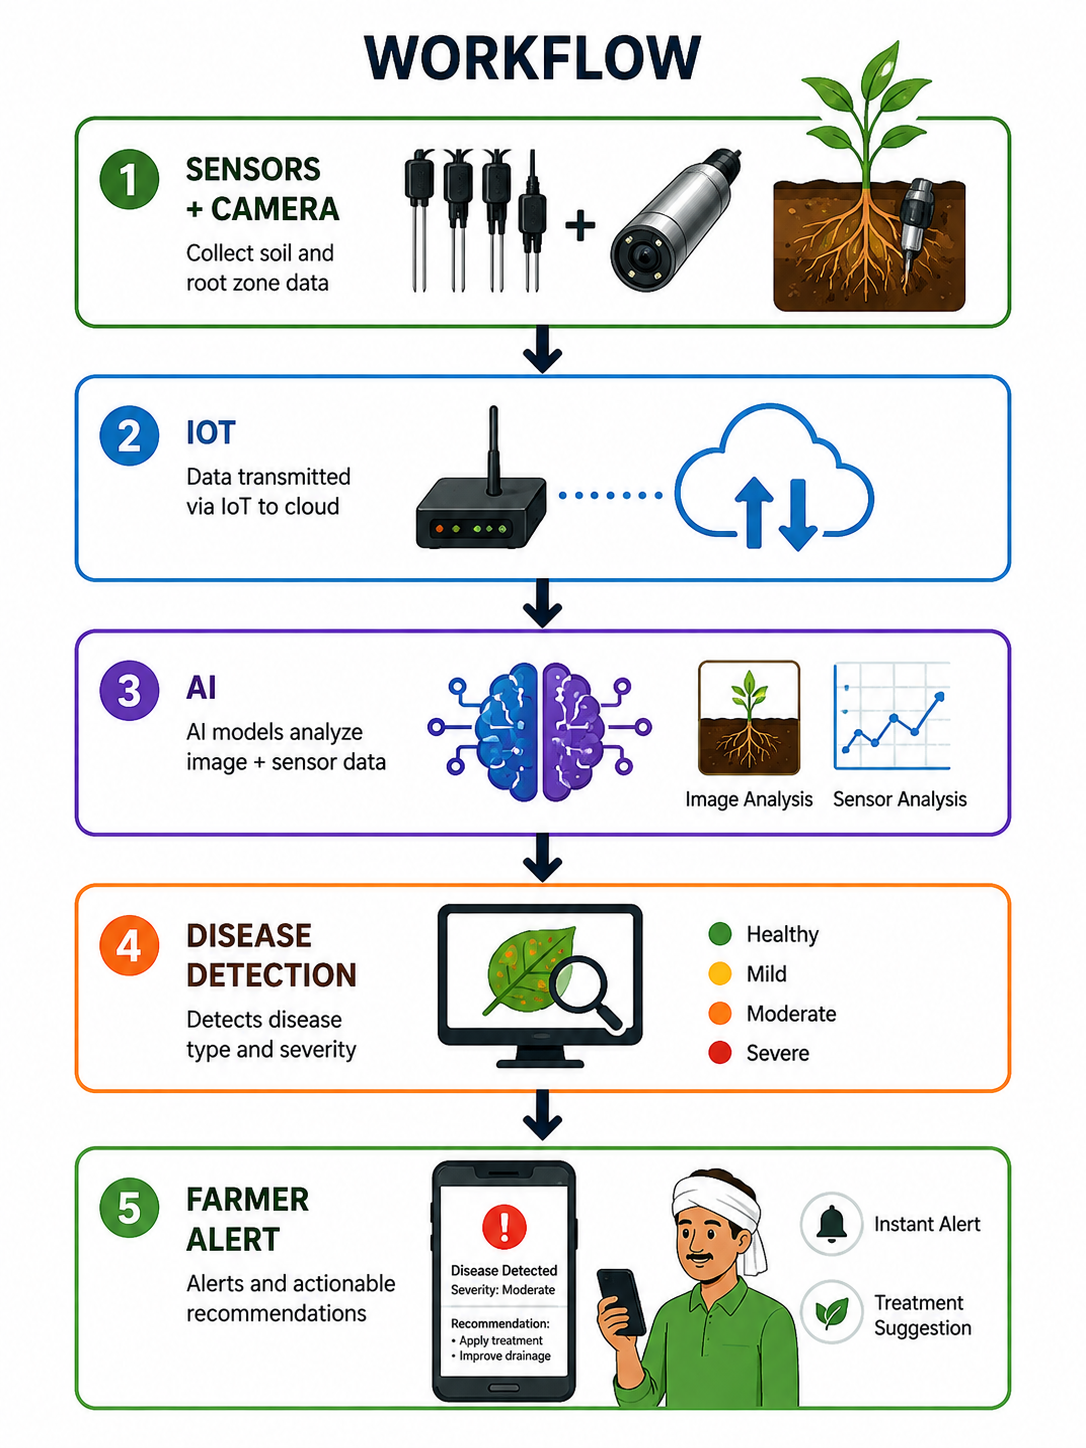 WORKFLOW
1
SENSORS
+ CAMERA
Collect soil and
root zone data
+
2
IOT
Data transmitted
via IoT to cloud
3
AI
AI models analyze
image + sensor data
Image Analysis
Sensor Analysis
4
DISEASE
DETECTION
Detects disease
type and severity
Healthy
Mild
Moderate
Severe
5
FARMER
ALERT
Alerts and actionable
recommendations
!
Disease Detected
Severity: Moderate
Recommendation:
• Apply treatment
• Improve drainage
Instant Alert
Treatment
Suggestion